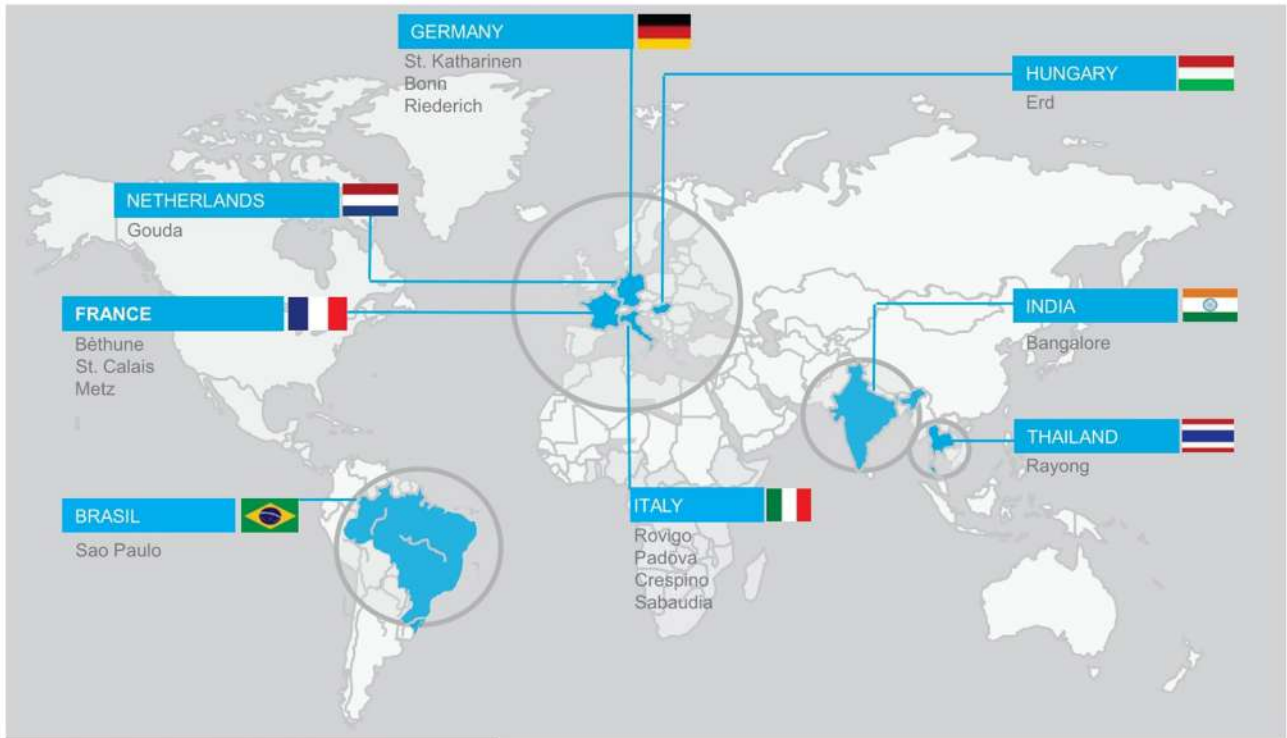 GERMANY
St. Katharinen
Bonn
Riederich
HUNGARY
Erd
NETHERLANDS
Gouda
FRANCE
Bèthune
St. Calais
Metz
INDIA
Bangalore
THAILAND
Rayong
BRASIL
Sao Paulo
ITALY
Rovigo
Padova
Crespino
Sabaudia